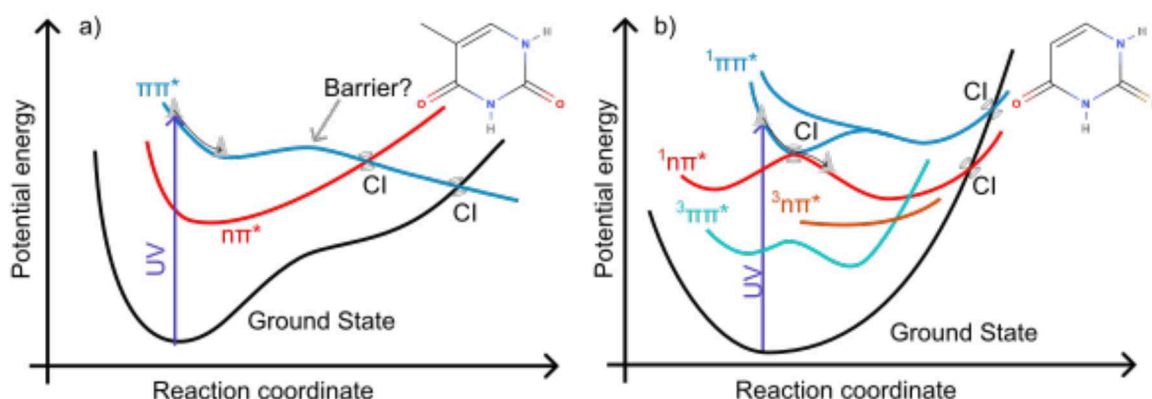 a)
H
N
ππ*
Barrier?
O
N
O
H
CI
CI
nπ*
UV
Ground State
Potential energy
Reaction coordinate
b)
H
¹ππ*
N
CI
O
N
H
CI
¹nπ*
CI
³nπ*
³ππ*
UV
Ground State
Potential energy
Reaction coordinate